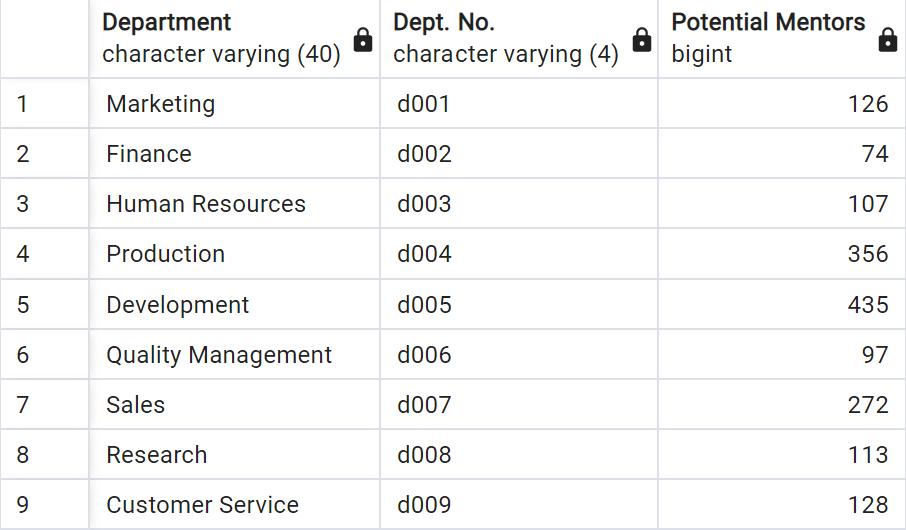 Department Dept. No. Potential Mentors
character varying (40) character varying (4) bigint
1 Marketing d001 126
2 Finance d002 74
3 Human Resources d003 107
4 Production d004 356
5 Development d005 435
6 Quality Management d006 97
7 Sales d007 272
8 Research d008 113
9 Customer Service d009 128